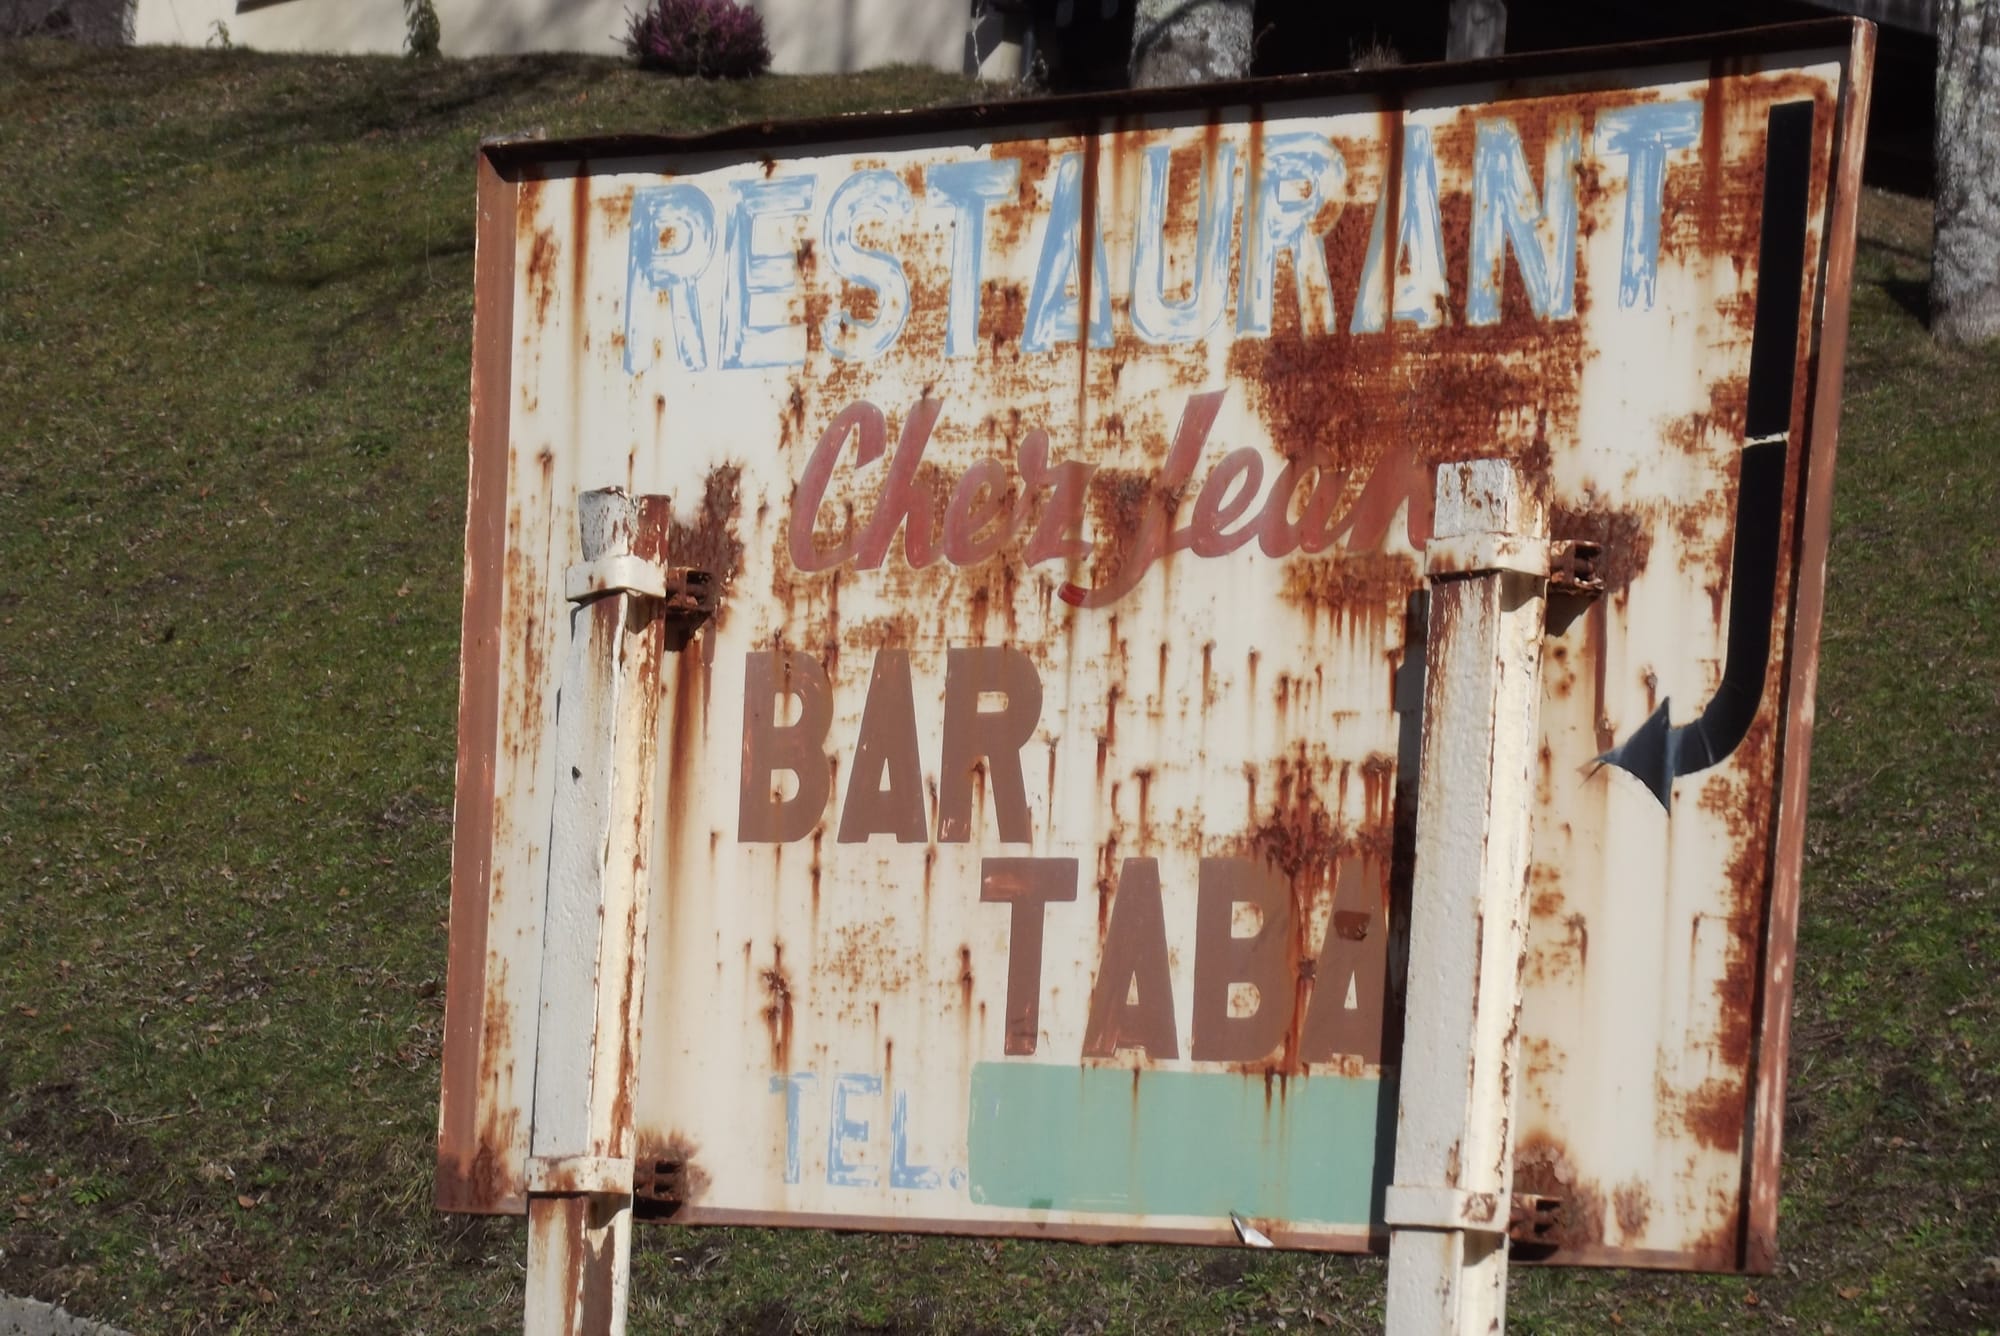 RESTAURANT
Chez Jean
BAR
TABA
TEL.